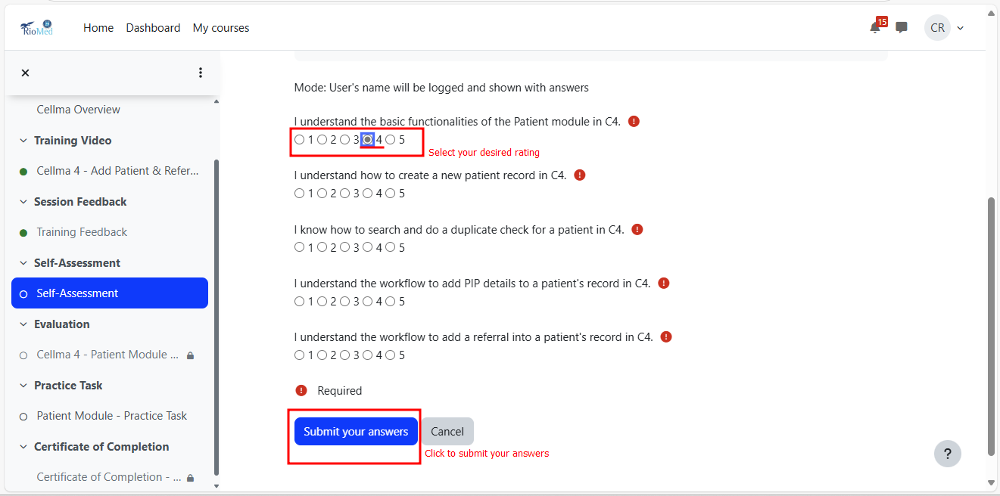 RioMed
25
Home Dashboard My courses
15
CR
Cellma Overview
Training Video
Cellma 4 - Add Patient & Refer...
Session Feedback
Training Feedback
Self-Assessment
Self-Assessment
Evaluation
Cellma 4 - Patient Module ...
Practice Task
Patient Module - Practice Task
Certificate of Completion
Certificate of Completion - ...
Mode: User's name will be logged and shown with answers
I understand the basic functionalities of the Patient module in C4.
1 2 3 4 5
Select your desired rating
I understand how to create a new patient record in C4.
1 2 3 4 5
I know how to search and do a duplicate check for a patient in C4.
1 2 3 4 5
I understand the workflow to add PIP details to a patient's record in C4.
1 2 3 4 5
I understand the workflow to add a referral into a patient's record in C4.
1 2 3 4 5
Required
Submit your answers Cancel
Click to submit your answers
?